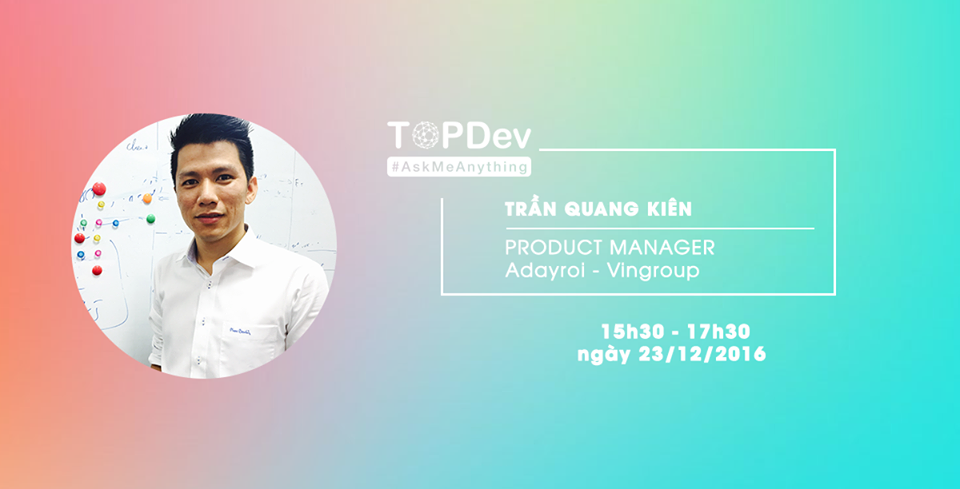 TOPDev
#AskMeAnything
TRẦN QUANG KIÊN
PRODUCT MANAGER
Adayroi - Vingroup
15h30 - 17h30
ngày 23/12/2016